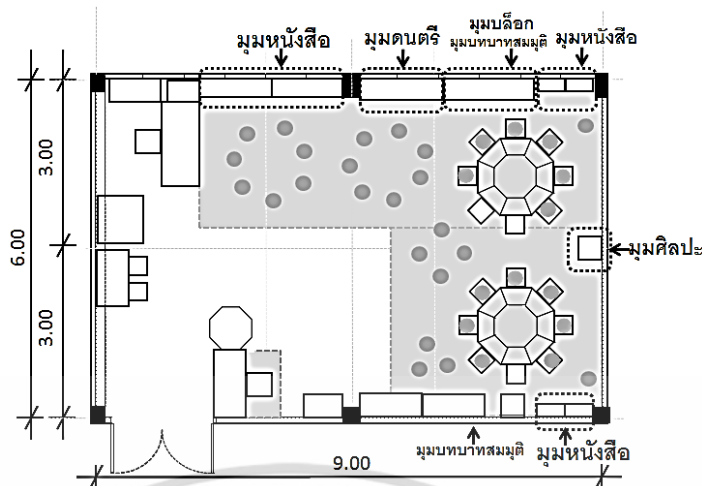 มุมหนังสือ
มุมดนตรี
มุมบล็อก
มุมบทบาทสมมุติ
มุมหนังสือ
3.00
6.00
3.00
มุมศิลปะ
มุมบทบาทสมมุติ
มุมหนังสือ
9.00